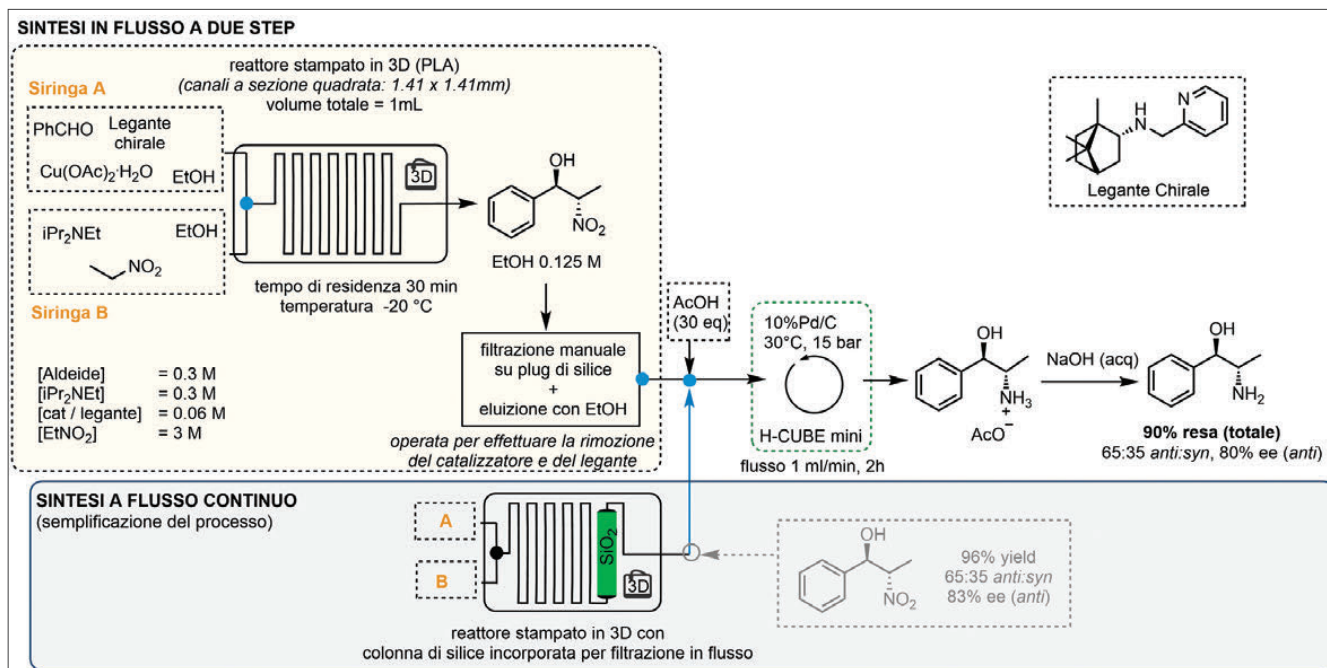 SINTESI IN FLUSSO A DUE STEP
reattore stampato in 3D (PLA)
(canali a sezione quadrata: 1.41 x 1.41mm)
volume totale = 1mL
Siringa A
PhCHO
Legante
chirale
Cu(OAc)₂·H₂O
EtOH
iPr₂NEt
EtOH
NO₂
Siringa B
3D
tempo di residenza 30 min
temperatura -20 °C
OH
NO₂
EtOH 0.125 M
[Aldeide] = 0.3 M
[iPr₂NEt] = 0.3 M
[cat / legante] = 0.06 M
[EtNO₂] = 3 M
filtrazione manuale
su plug di silice
+
eluizione con EtOH
operata per effettuare la rimozione
del catalizzatore e del legante
AcOH
(30 eq)
10%Pd/C
30°C, 15 bar
H-CUBE mini
flusso 1 ml/min, 2h
OH
NH₃
+
AcO⁻
NaOH (acq)
OH
NH₂
90% resa (totale)
65:35 anti:syn, 80% ee (anti)
H
N
N
Legante Chirale
SINTESI A FLUSSO CONTINUO
(semplificazione del processo)
A
B
SiO₂
3D
reattore stampato in 3D con
colonna di silice incorporata per filtrazione in flusso
OH
NO₂
96% yield
65:35 anti:syn
83% ee (anti)